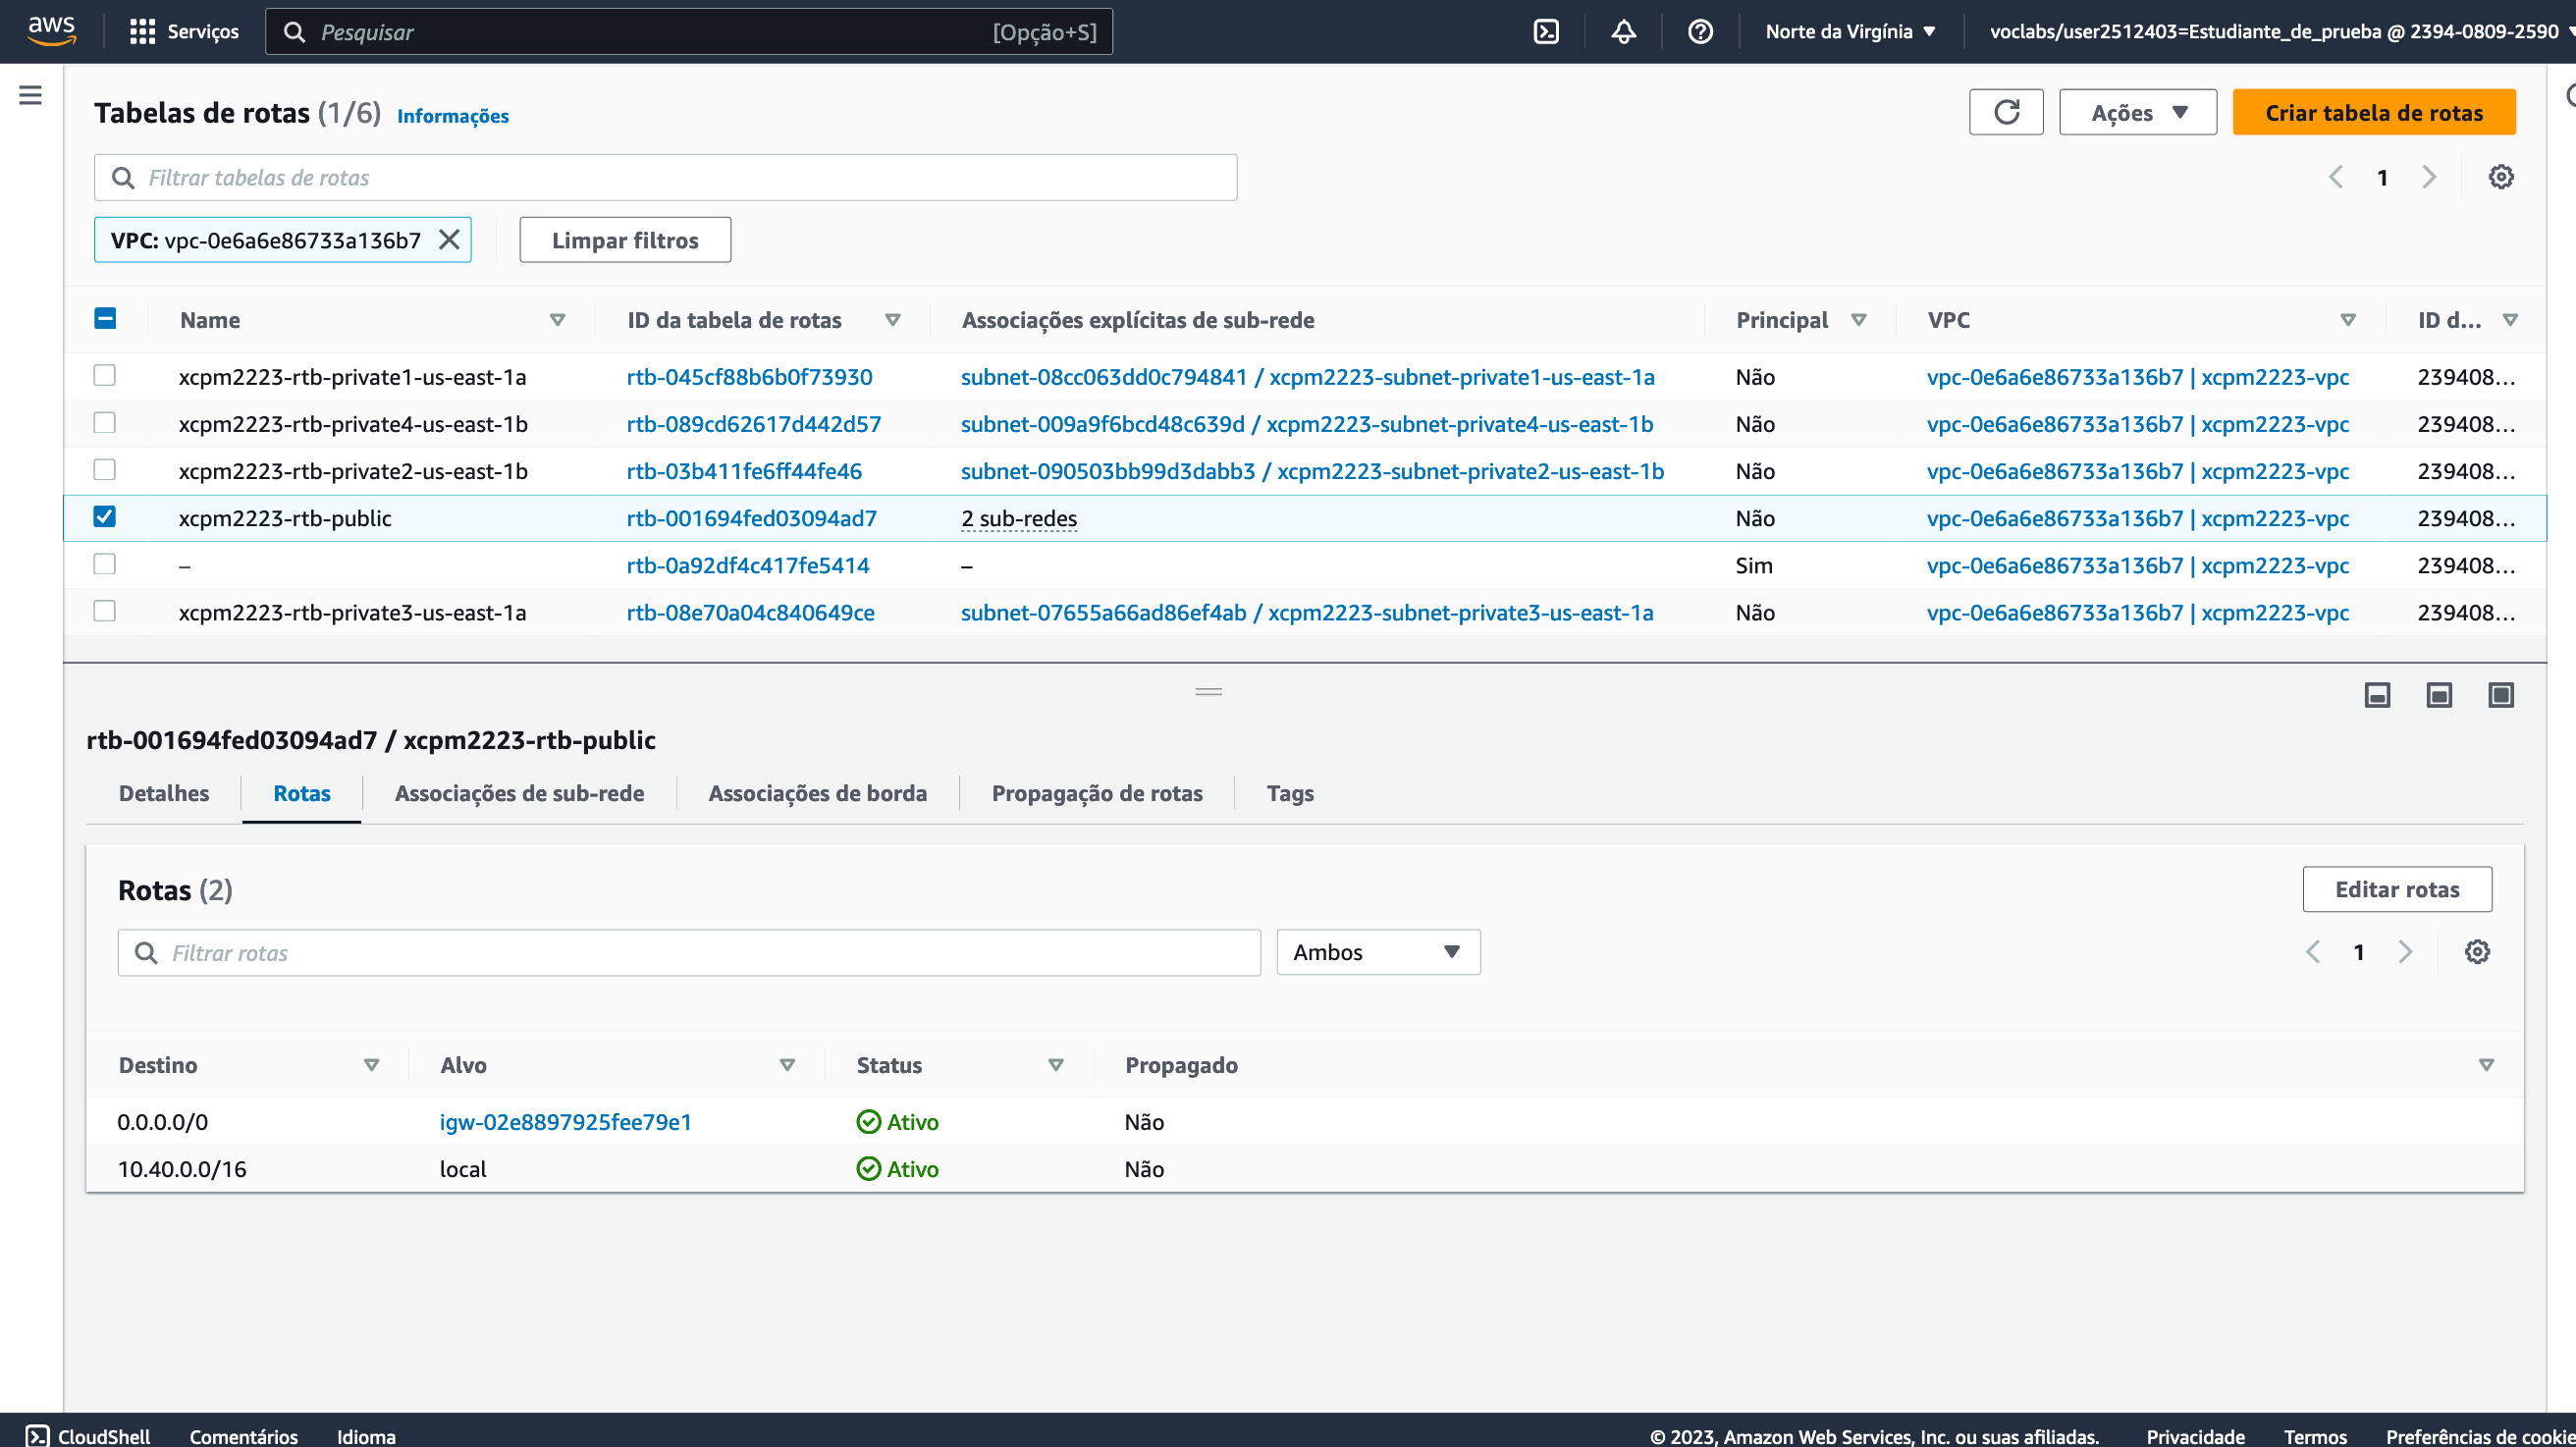 aws Serviços Pesquisar [Opção+S] Norte da Virgínia voclabs/user2512403=Estudiante_de_prueba @ 2394-0809-2590
Tabelas de rotas (1/6) Informações Ações Criar tabela de rotas
Filtrar tabelas de rotas 1
VPC: vpc-0e6a6e86733a136b7 Limpar filtros
Name ID da tabela de rotas Associações explícitas de sub-rede Principal VPC ID d...
xcpm2223-rtb-private1-us-east-1a rtb-045cf88b6b0f73930 subnet-08cc063dd0c794841 / xcpm2223-subnet-private1-us-east-1a Não vpc-0e6a6e86733a136b7 | xcpm2223-vpc 239408...
xcpm2223-rtb-private4-us-east-1b rtb-089cd62617d442d57 subnet-009a9f6bcd48c639d / xcpm2223-subnet-private4-us-east-1b Não vpc-0e6a6e86733a136b7 | xcpm2223-vpc 239408...
xcpm2223-rtb-private2-us-east-1b rtb-03b411fe6ff44fe46 subnet-090503bb99d3dabb3 / xcpm2223-subnet-private2-us-east-1b Não vpc-0e6a6e86733a136b7 | xcpm2223-vpc 239408...
xcpm2223-rtb-public rtb-001694fed03094ad7 2 sub-redes Não vpc-0e6a6e86733a136b7 | xcpm2223-vpc 239408...
– rtb-0a92df4c417fe5414 – Sim vpc-0e6a6e86733a136b7 | xcpm2223-vpc 239408...
xcpm2223-rtb-private3-us-east-1a rtb-08e70a04c840649ce subnet-07655a66ad86ef4ab / xcpm2223-subnet-private3-us-east-1a Não vpc-0e6a6e86733a136b7 | xcpm2223-vpc 239408...
rtb-001694fed03094ad7 / xcpm2223-rtb-public
Detalhes Rotas Associações de sub-rede Associações de borda Propagação de rotas Tags
Rotas (2) Editar rotas
Filtrar rotas Ambos 1
Destino Alvo Status Propagado
0.0.0.0/0 igw-02e8897925fee79e1 Ativo Não
10.40.0.0/16 local Ativo Não
CloudShell Comentários Idioma © 2023, Amazon Web Services, Inc. ou suas afiliadas. Privacidade Termos Preferências de cookie